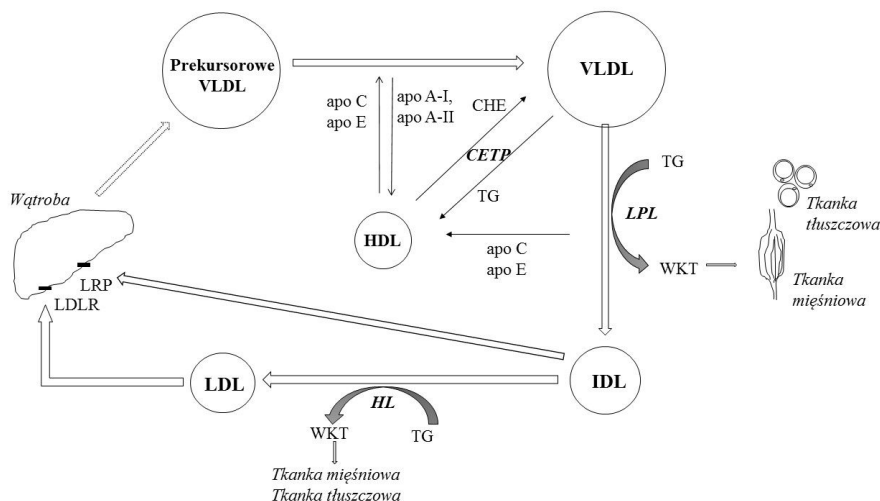 Prekursorowe
VLDL
VLDL
apo C
apo E
apo A-I,
apo A-II
CHE
CETP
TG
TG
LPL
Tkanka
tłuszczowa
Wątroba
HDL
apo C
apo E
WKT
Tkanka
mięśniowa
LRP
LDLR
LDL
IDL
HL
WKT
TG
Tkanka mięśniowa
Tkanka tłuszczowa